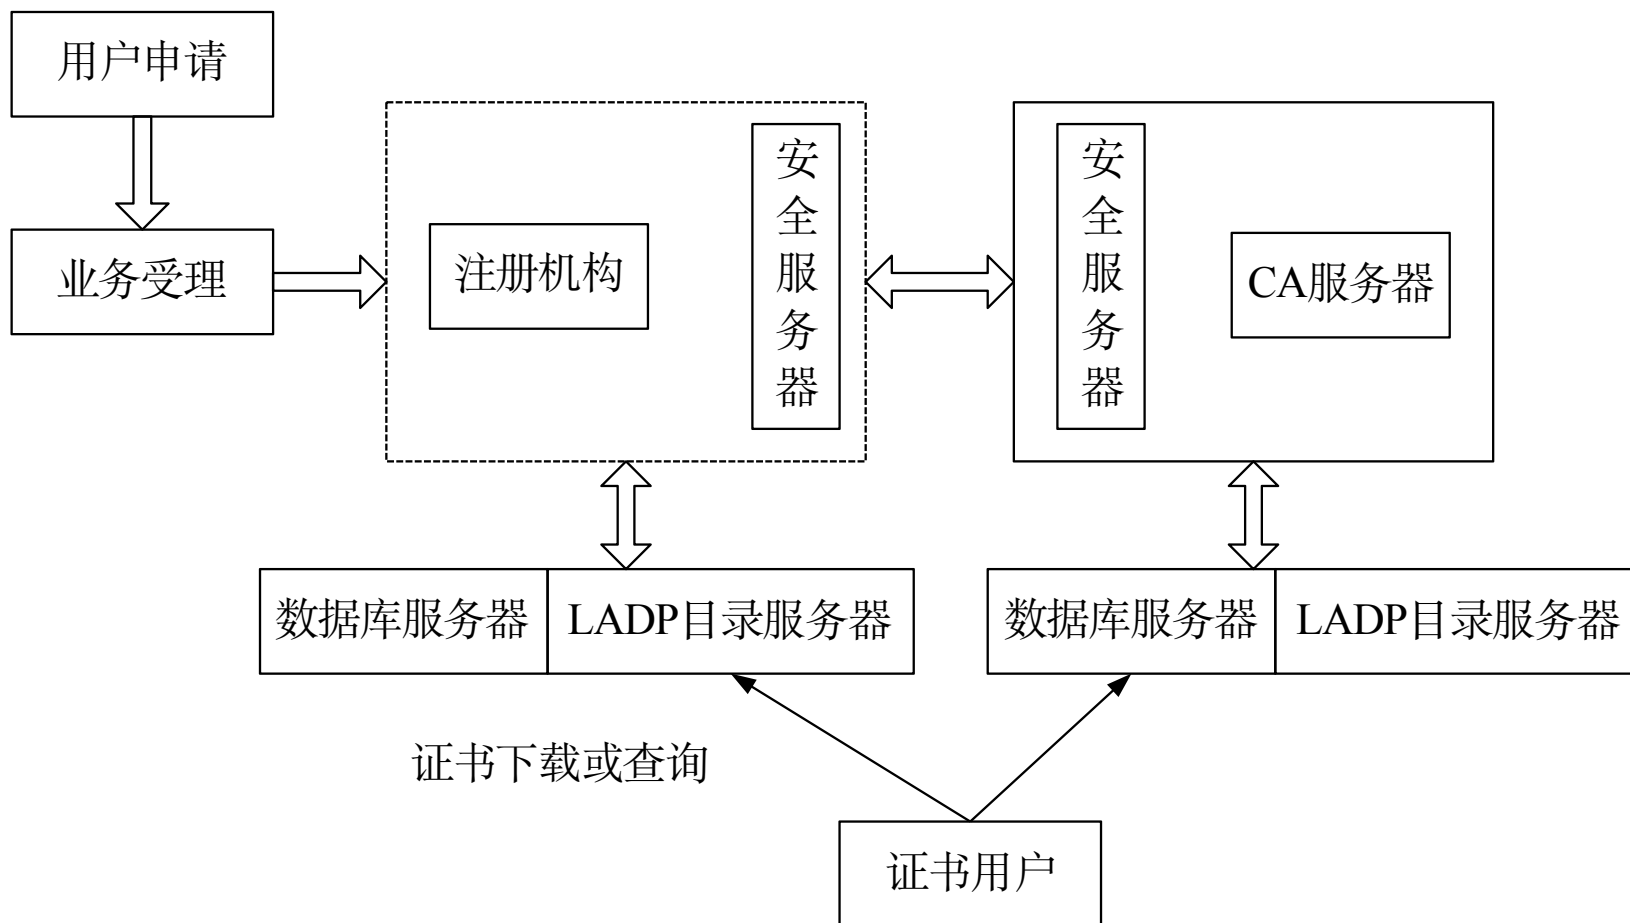 用户申请
业务受理
注册机构
安全服务器
安全服务器
CA服务器
数据库服务器
LADP目录服务器
数据库服务器
LADP目录服务器
证书下载或查询
证书用户